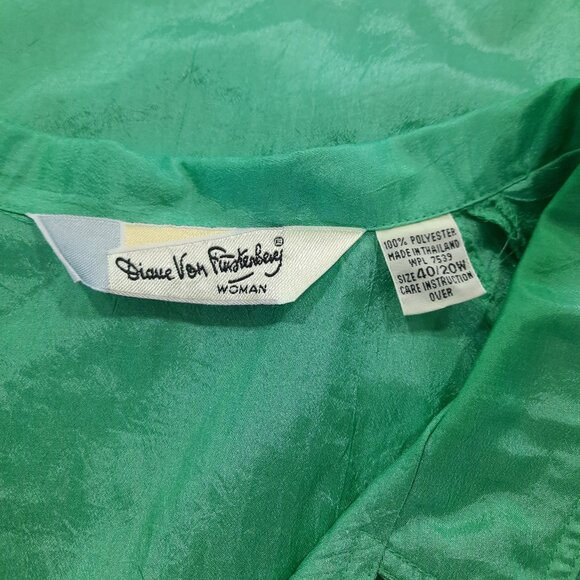 Diane Von Furstenberg ®
WOMAN
100% POLYESTER
MADE IN THAILAND
WPL 7539
SIZE 40/20W
CARE INSTRUCTION
OVER